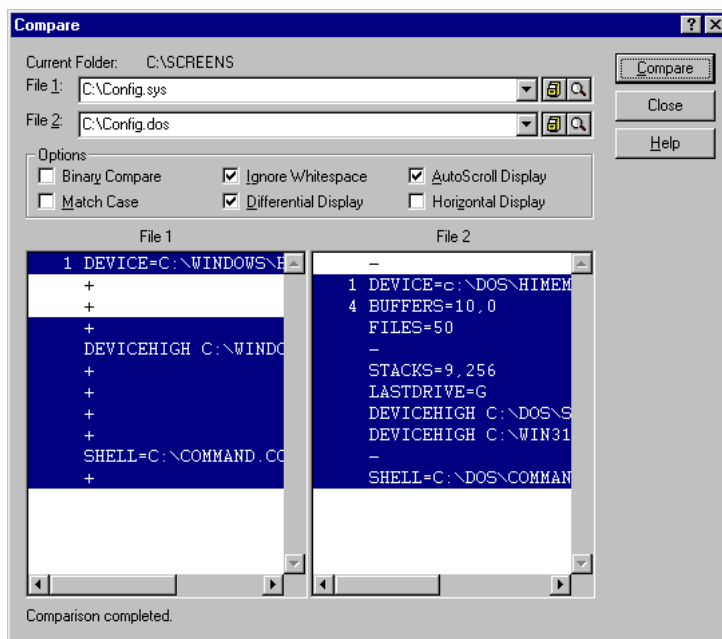 Compare
Current Folder: C:\SCREENS
Compare
File 1: C:\Config.sys
Close
File 2: C:\Config.dos
Help
Options
Binary Compare Ignore Whitespace AutoScroll Display
Match Case Differential Display Horizontal Display
File 1 File 2
1 DEVICE=C:\WINDOWS\H –
+ 1 DEVICE=c:\DOS\HIMEM
+ 4 BUFFERS=10,0
+ FILES=50
DEVICEHIGH C:\WINDO –
+ STACKS=9,256
+ LASTDRIVE=G
+ DEVICEHIGH C:\DOS\S
+ DEVICEHIGH C:\WIN31
SHELL=C:\COMMAND.CO –
+ SHELL=C:\DOS\COMMAN
Comparison completed.